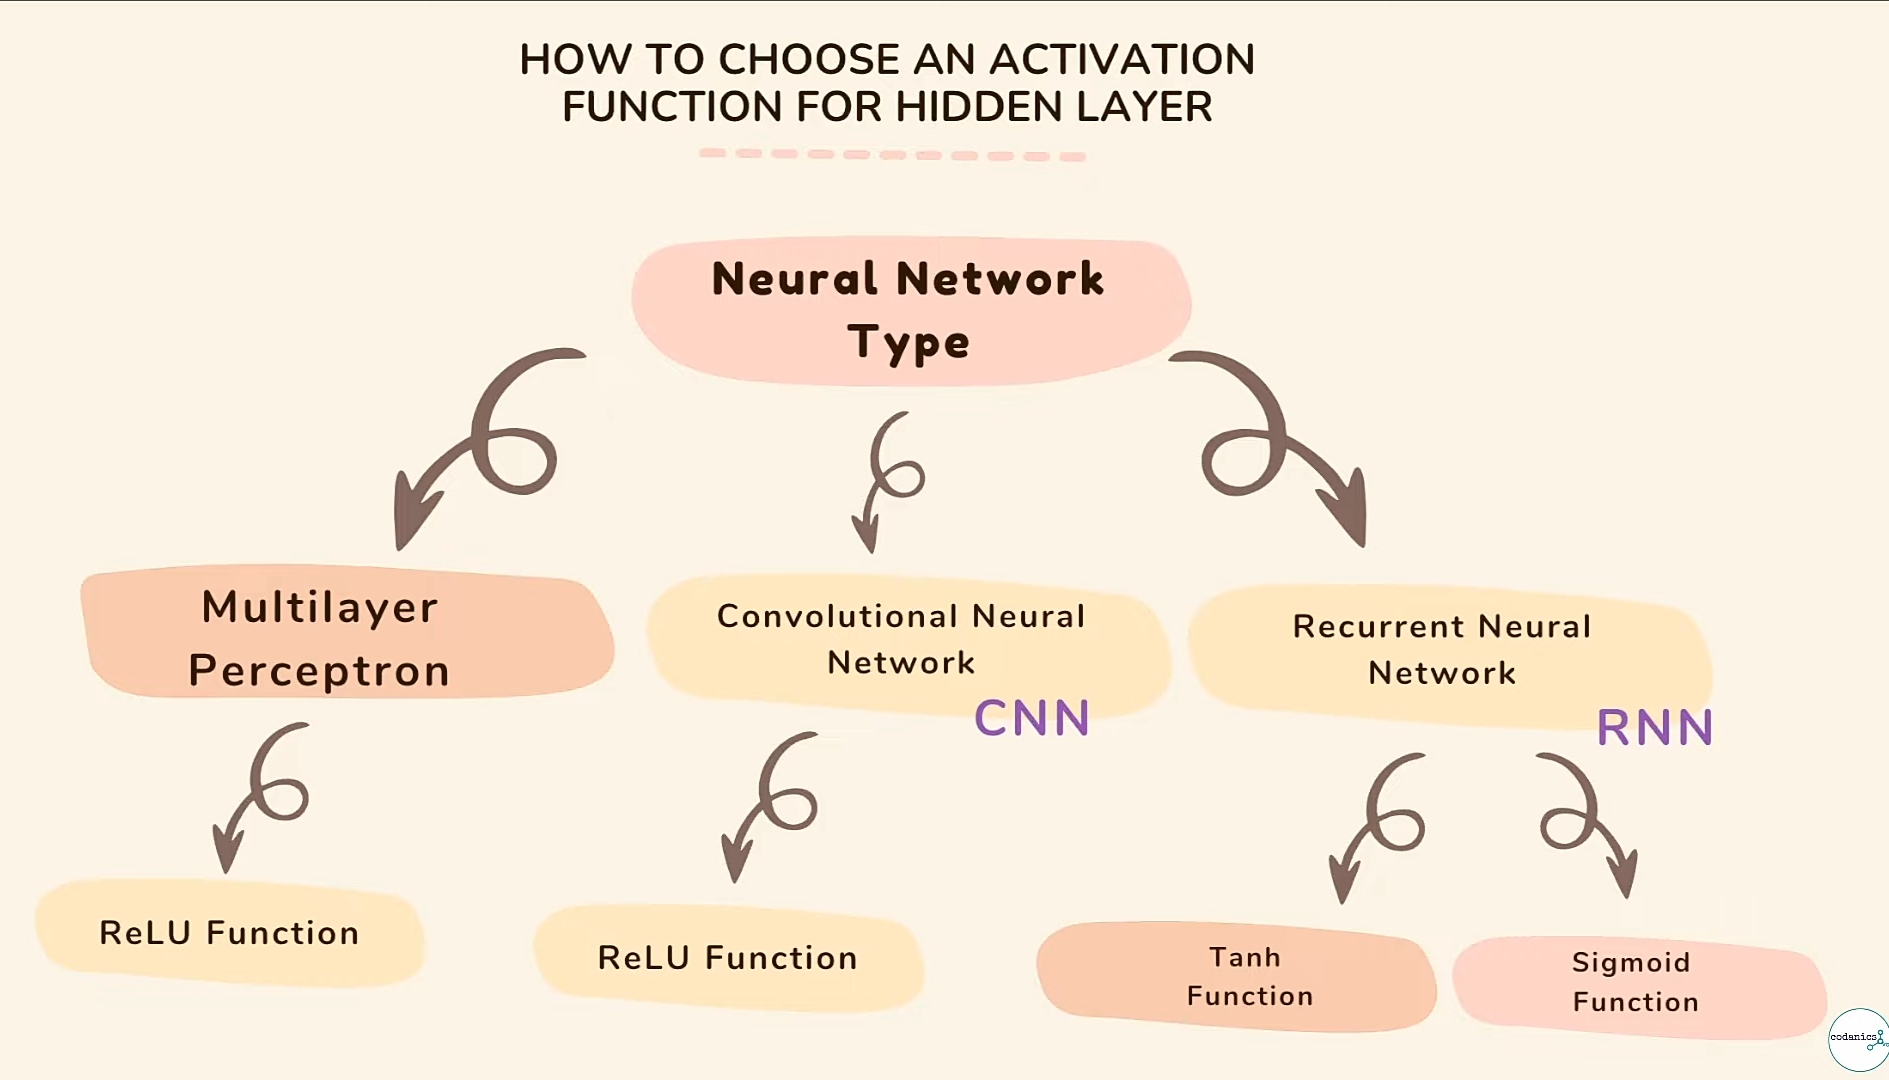 HOW TO CHOOSE AN ACTIVATION
FUNCTION FOR HIDDEN LAYER
Neural Network
Type
Multilayer
Perceptron
Convolutional Neural
Network
CNN
Recurrent Neural
Network
RNN
ReLU Function
ReLU Function
Tanh
Function
Sigmoid
Function
codanics